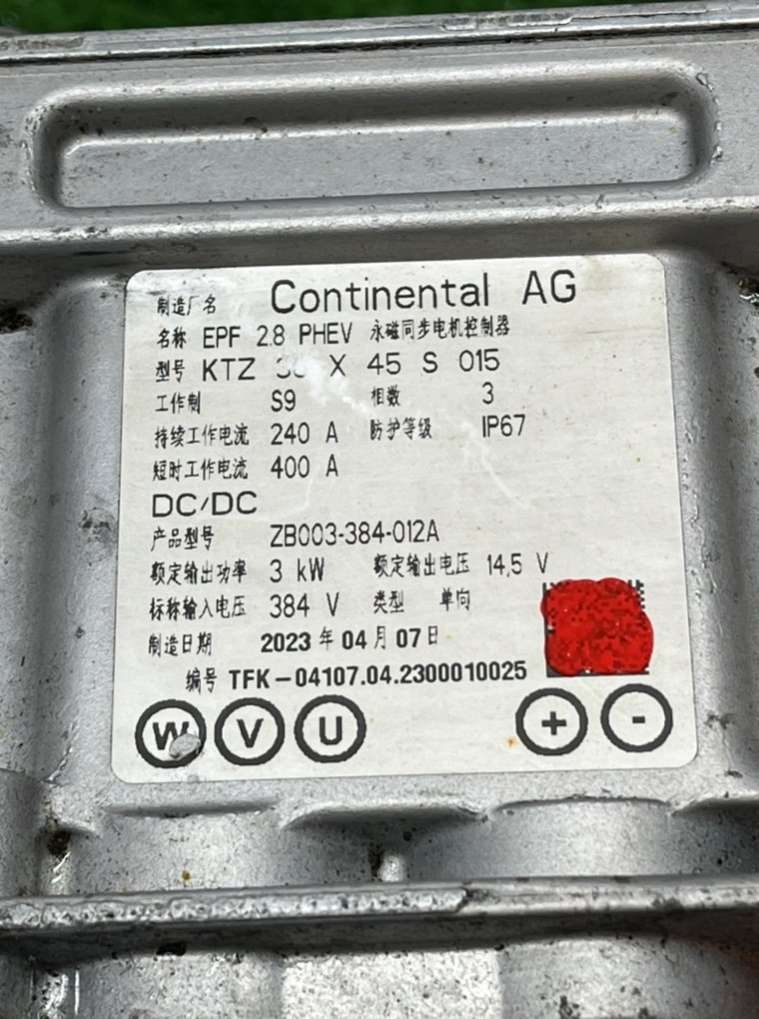 制造厂名 Continental AG
名称 EPF 2.8 PHEV 永磁同步电机控制器
型号 KTZ X 45 S 015
工作制 S9 相数 3
持续工作电流 240 A 防护等级 IP67
短时工作电流 400 A
DC/DC
产品型号 ZB003-384-012A
额定输出功率 3 kW 额定输出电压 14,5 V
标称输入电压 384 V 类型 单向
制造日期 2023 年 04 月 07 日
编号 TFK-04107.04.2300010025
W V U + -